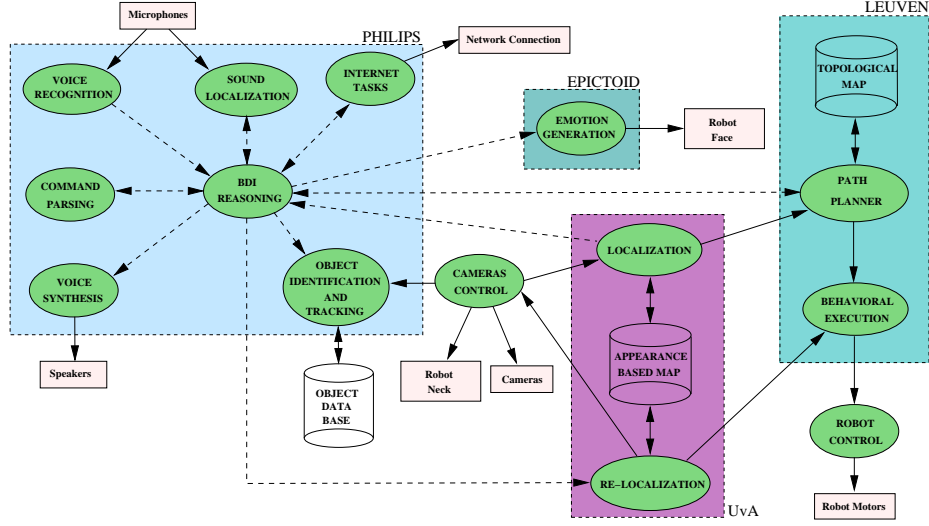 Microphones
LEUVEN
PHILIPS
Network Connection
VOICE
RECOGNITION
SOUND
LOCALIZATION
INTERNET
TASKS
TOPOLOGICAL
MAP
EPICTOID
EMOTION
GENERATION
Robot
Face
COMMAND
PARSING
BDI
REASONING
PATH
PLANNER
LOCALIZATION
VOICE
SYNTHESIS
OBJECT
IDENTIFICATION
AND
TRACKING
CAMERAS
CONTROL
BEHAVIORAL
EXECUTION
APPEARANCE
BASED MAP
Speakers
Robot
Neck
Cameras
OBJECT
DATA
BASE
ROBOT
CONTROL
RE-LOCALIZATION
UvA
Robot Motors